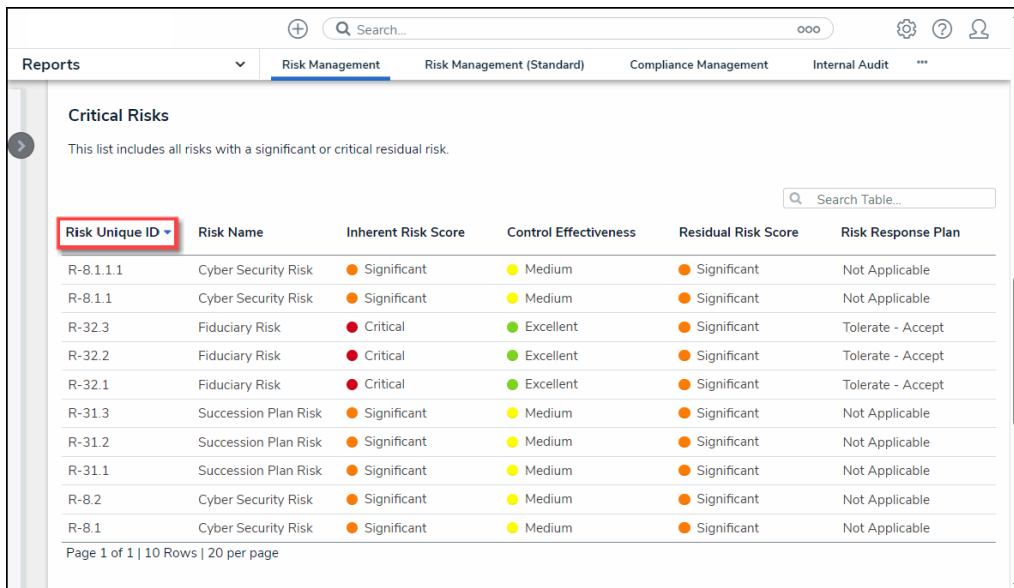 Search...
Reports Risk Management Risk Management (Standard) Compliance Management Internal Audit
Critical Risks
This list includes all risks with a significant or critical residual risk.
Search Table...
Risk Unique ID Risk Name Inherent Risk Score Control Effectiveness Residual Risk Score Risk Response Plan
R-8.1.1.1 Cyber Security Risk Significant Medium Significant Not Applicable
R-8.1.1 Cyber Security Risk Significant Medium Significant Not Applicable
R-32.3 Fiduciary Risk Critical Excellent Significant Tolerate - Accept
R-32.2 Fiduciary Risk Critical Excellent Significant Tolerate - Accept
R-32.1 Fiduciary Risk Critical Excellent Significant Tolerate - Accept
R-31.3 Succession Plan Risk Significant Medium Significant Not Applicable
R-31.2 Succession Plan Risk Significant Medium Significant Not Applicable
R-31.1 Succession Plan Risk Significant Medium Significant Not Applicable
R-8.2 Cyber Security Risk Significant Medium Significant Not Applicable
R-8.1 Cyber Security Risk Significant Medium Significant Not Applicable
Page 1 of 1 | 10 Rows | 20 per page